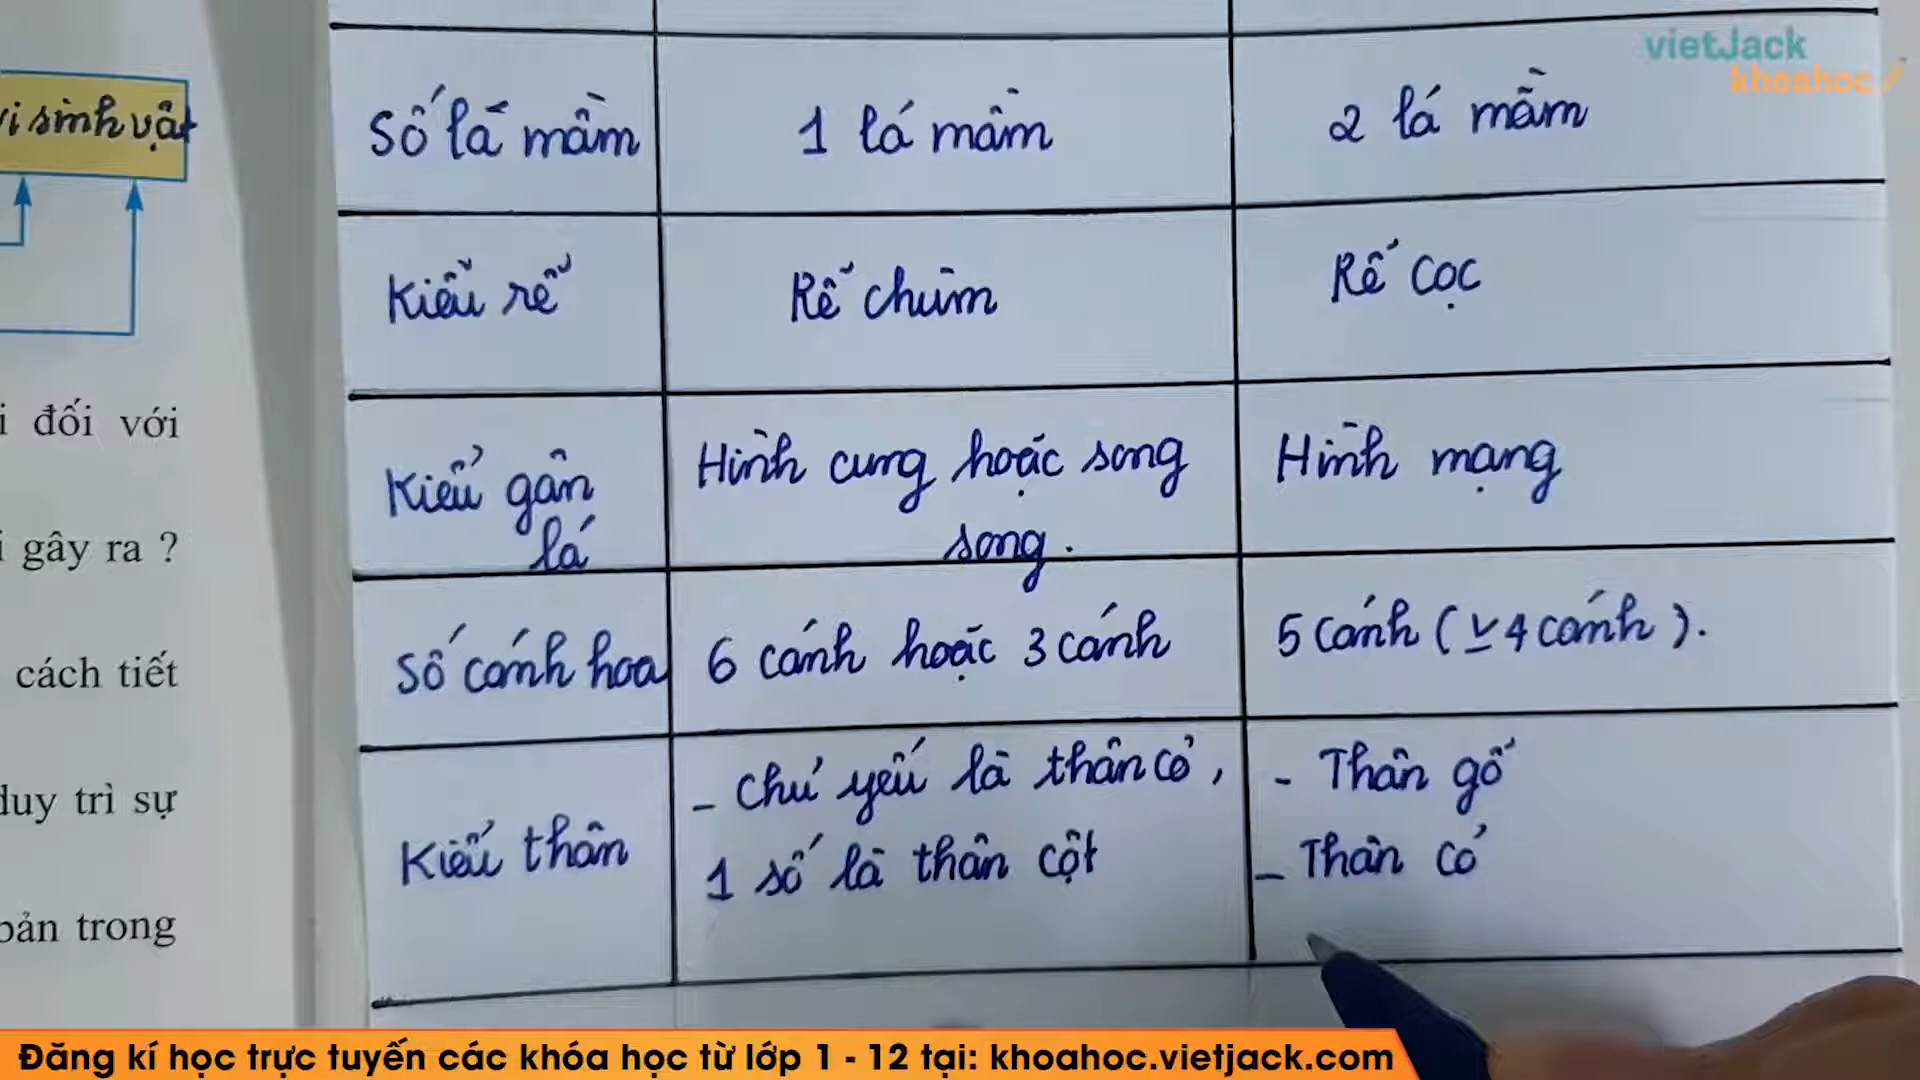 vietJack
khoahoc
vi sinh vật
Số lá mầm
1 lá mầm
2 lá mầm
Kiểu rễ
Rễ chùm
Rễ cọc
Kiểu gân
lá
Hình cung hoặc song
song.
Hình mạng
Số cánh hoa
6 cánh hoặc 3 cánh
5 cánh (4 cánh).
Kiểu thân
- Chủ yếu là thân cỏ,
1 số là thân cột
- Thân gỗ
- Thân cỏ
i đối với
i gây ra ?
cách tiết
duy trì sự
bản trong
Đăng kí học trực tuyến các khóa học từ lớp 1 - 12 tại: khoahoc.vietjack.com